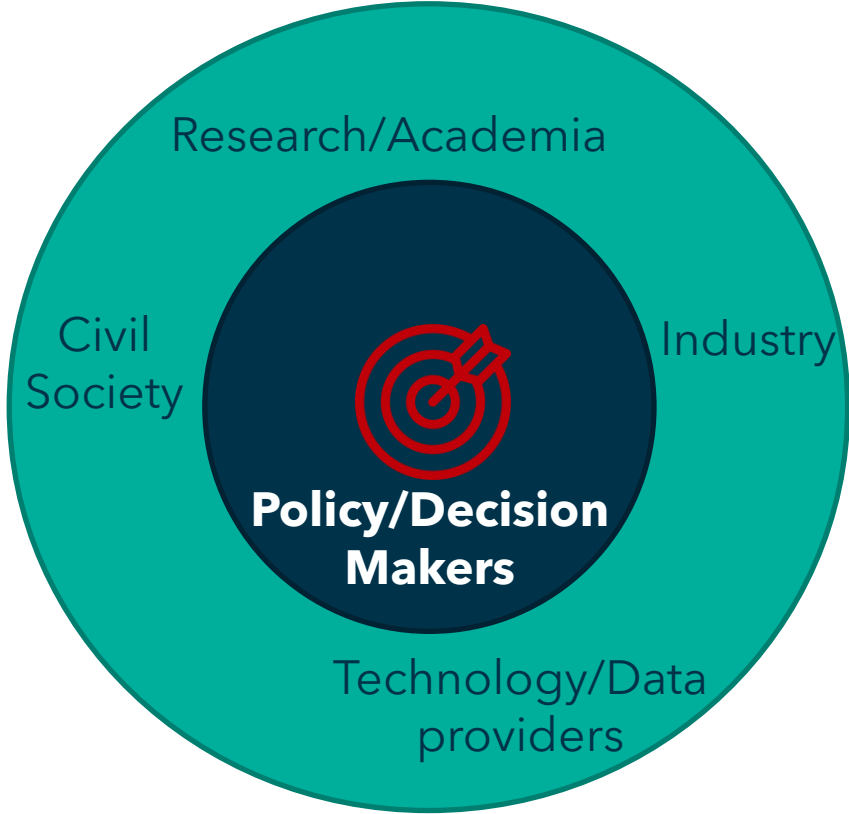 Research/Academia
Civil
Society
Industry
Policy/Decision
Makers
Technology/Data
providers